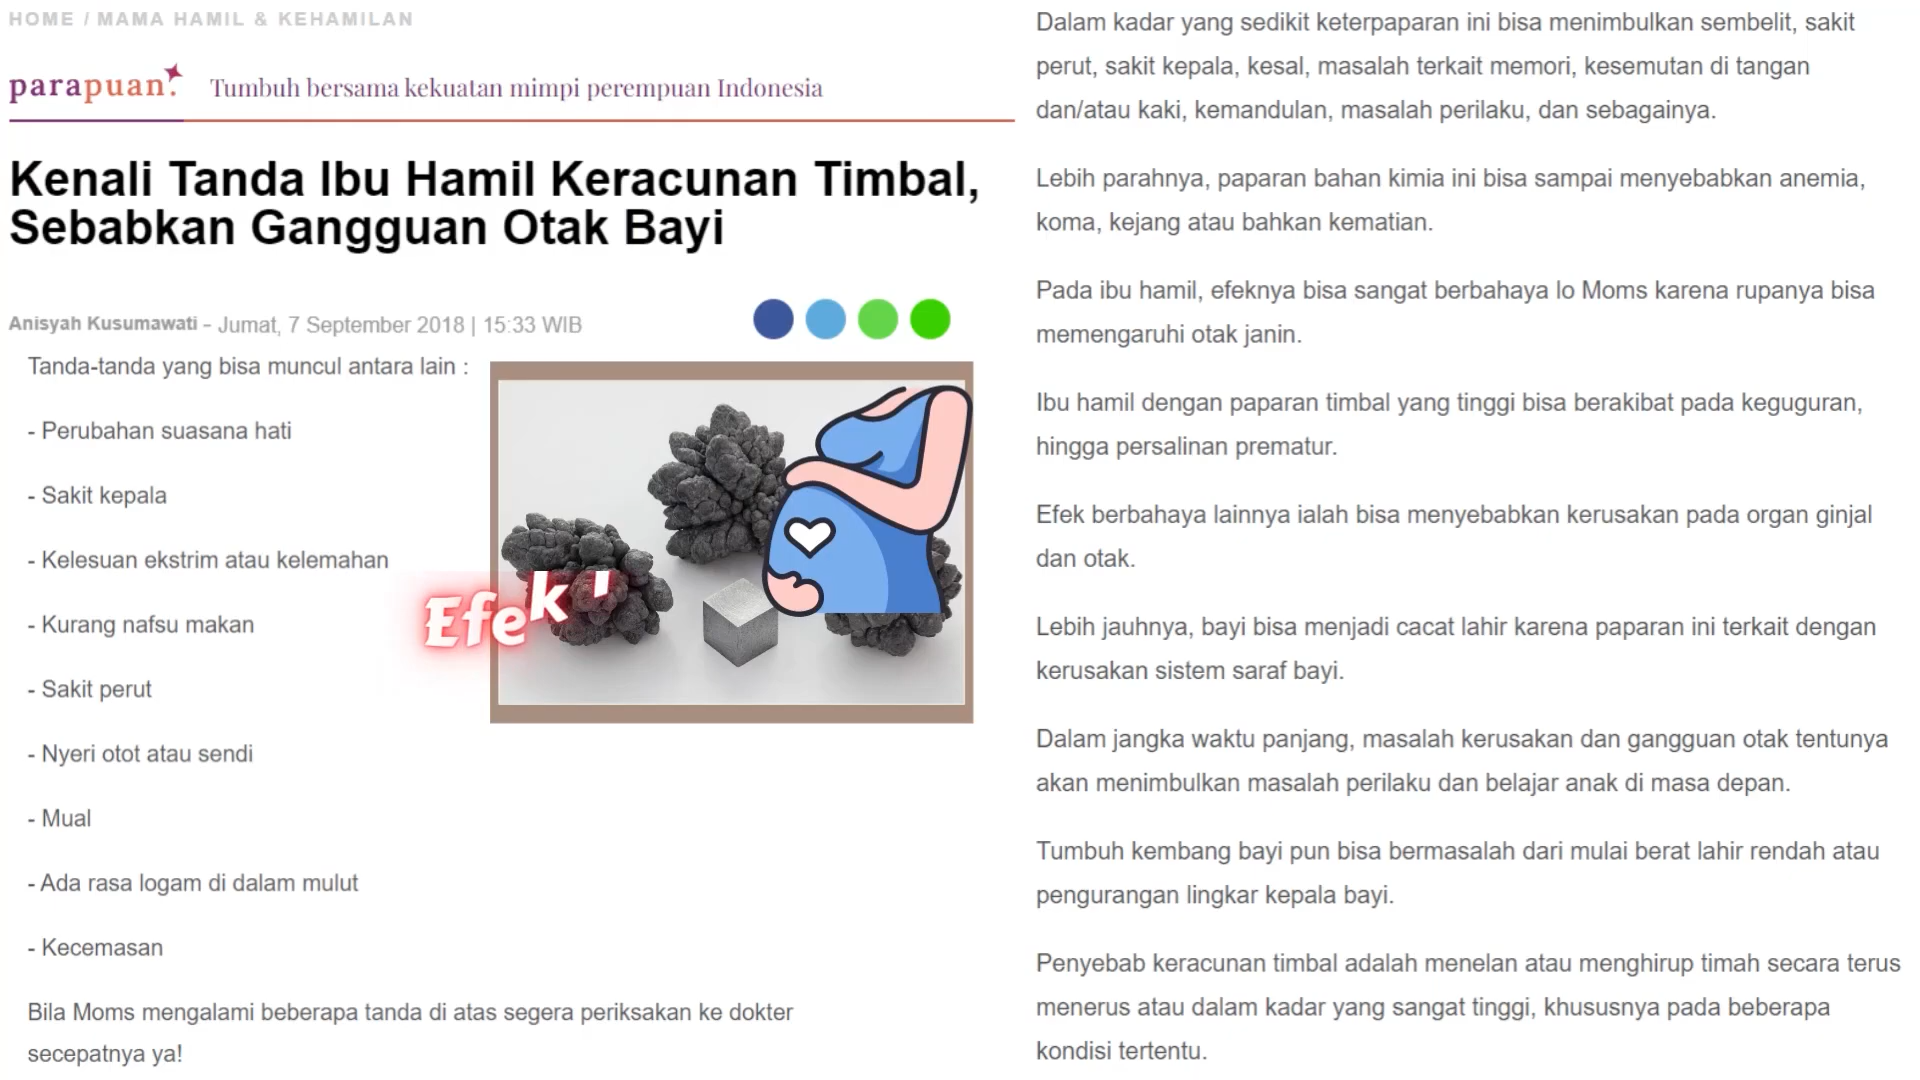 HOME / MAMA HAMIL & KEHAMILAN
parapuan.
Tumbuh bersama kekuatan mimpi perempuan Indonesia
Kenali Tanda Ibu Hamil Keracunan Timbal,
Sebabkan Gangguan Otak Bayi
Anisyah Kusumawati - Jumat, 7 September 2018 | 15:33 WIB
Tanda-tanda yang bisa muncul antara lain :
- Perubahan suasana hati
- Sakit kepala
- Kelesuan ekstrim atau kelemahan
- Kurang nafsu makan
- Sakit perut
- Nyeri otot atau sendi
- Mual
- Ada rasa logam di dalam mulut
- Kecemasan
Bila Moms mengalami beberapa tanda di atas segera periksakan ke dokter
secepatnya ya!
Efek
Dalam kadar yang sedikit keterpaparan ini bisa menimbulkan sembelit, sakit
perut, sakit kepala, kesal, masalah terkait memori, kesemutan di tangan
dan/atau kaki, kemandulan, masalah perilaku, dan sebagainya.
Lebih parahnya, paparan bahan kimia ini bisa sampai menyebabkan anemia,
koma, kejang atau bahkan kematian.
Pada ibu hamil, efeknya bisa sangat berbahaya lo Moms karena rupanya bisa
memengaruhi otak janin.
Ibu hamil dengan paparan timbal yang tinggi bisa berakibat pada keguguran,
hingga persalinan prematur.
Efek berbahaya lainnya ialah bisa menyebabkan kerusakan pada organ ginjal
dan otak.
Lebih jauhnya, bayi bisa menjadi cacat lahir karena paparan ini terkait dengan
kerusakan sistem saraf bayi.
Dalam jangka waktu panjang, masalah kerusakan dan gangguan otak tentunya
akan menimbulkan masalah perilaku dan belajar anak di masa depan.
Tumbuh kembang bayi pun bisa bermasalah dari mulai berat lahir rendah atau
pengurangan lingkar kepala bayi.
Penyebab keracunan timbal adalah menelan atau menghirup timah secara terus
menerus atau dalam kadar yang sangat tinggi, khususnya pada beberapa
kondisi tertentu.